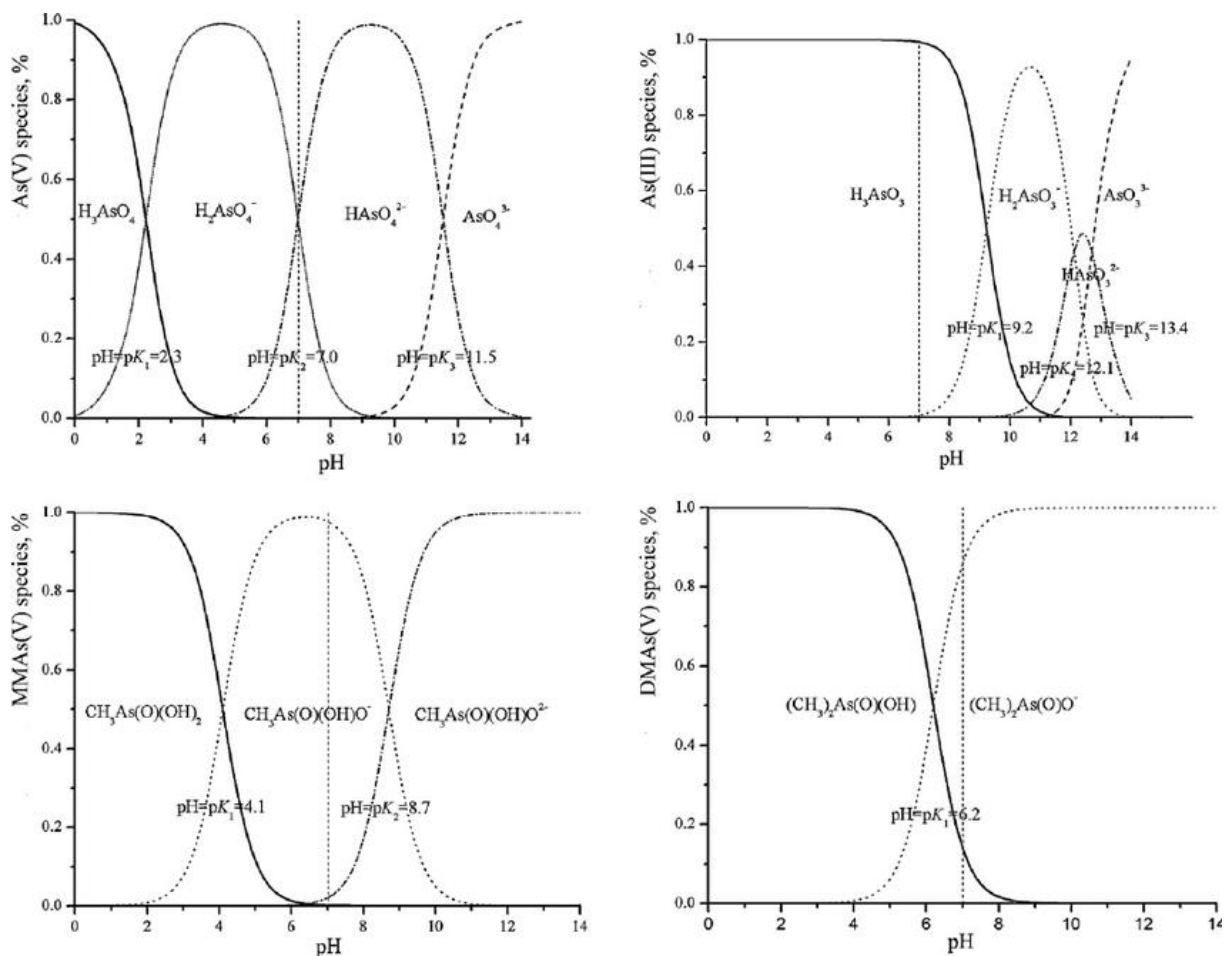 As(V) species, %
1.0
0.8
0.6
0.4
0.2
0.0
H₃AsO₄
H₂AsO₄⁻
HAsO₄²⁻
AsO₄³⁻
pH=pK₁=2.3
pH=pK₂=7.0
pH=pK₃=11.5
0 2 4 6 8 10 12 14
pH
As(III) species, %
1.0
0.8
0.6
0.4
0.2
0.0
H₃AsO₃
H₂AsO₃⁻
AsO₃³⁻
HAsO₃²⁻
pH=pK₁=9.2
pH=pK₃=13.4
pH=pK₂=12.1
0 2 4 6 8 10 12 14
pH
MMAs(V) species, %
1.0
0.8
0.6
0.4
0.2
0.0
CH₃As(O)(OH)₂
CH₃As(O)(OH)O⁻
CH₃As(O)(OH)O²⁻
pH=pK₁=4.1
pH=pK₂=8.7
0 2 4 6 8 10 12 14
pH
DMAs(V) species, %
1.0
0.8
0.6
0.4
0.2
0.0
(CH₃)₂As(O)(OH)
(CH₃)₂As(O)O⁻
pH=pK₁=6.2
0 2 4 6 8 10 12 14
pH